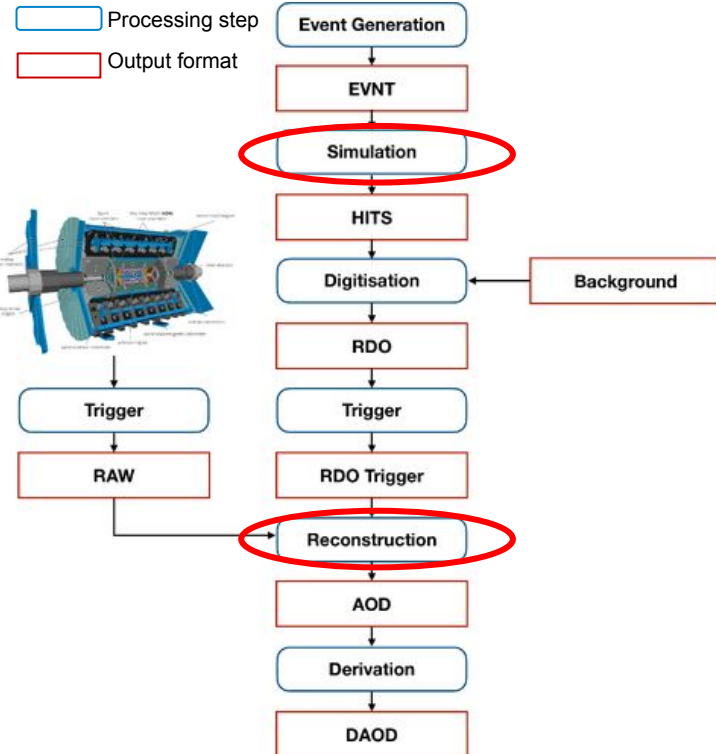 Processing step
Output format
Event Generation
EVNT
Simulation
HITS
Digitisation
Background
RDO
Trigger
Trigger
RAW
RDO Trigger
Reconstruction
AOD
Derivation
DAOD